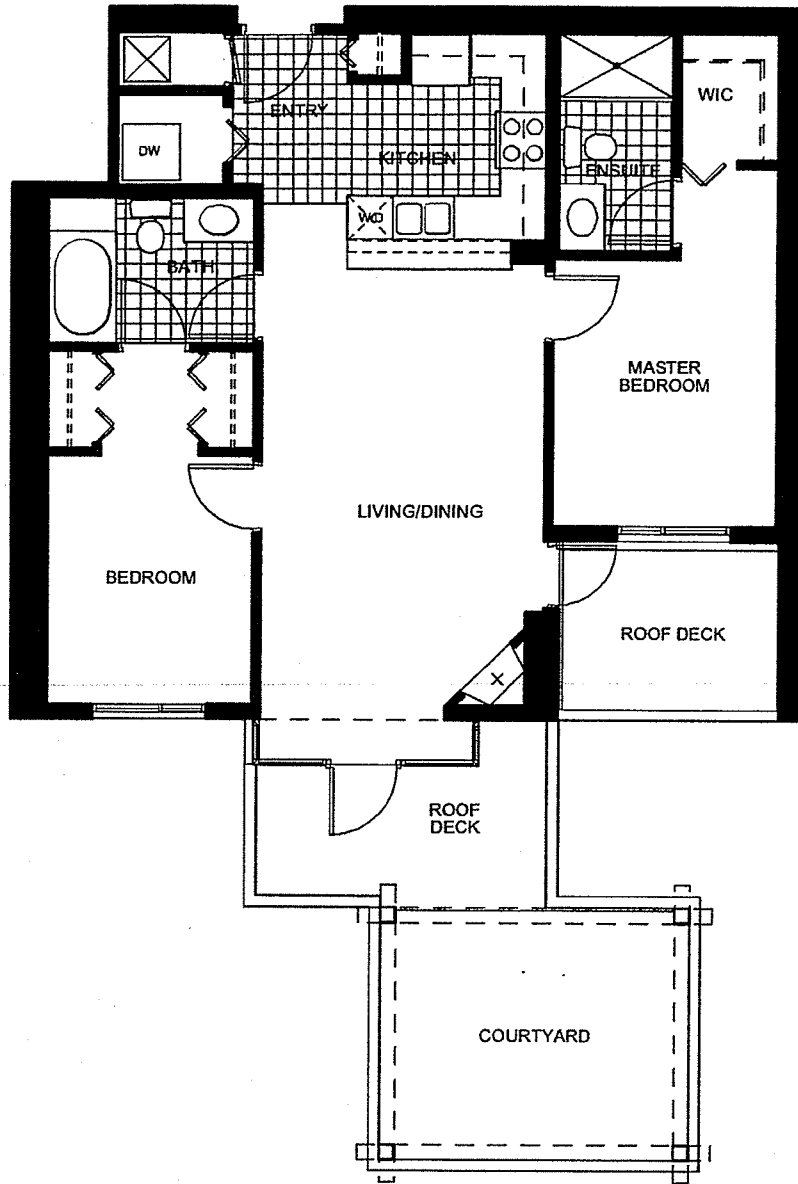 ENTRY
WIC
DW
KITCHEN
ENSUITE
WD
BATH
MASTER
BEDROOM
LIVING/DINING
BEDROOM
ROOF DECK
ROOF
DECK
COURTYARD